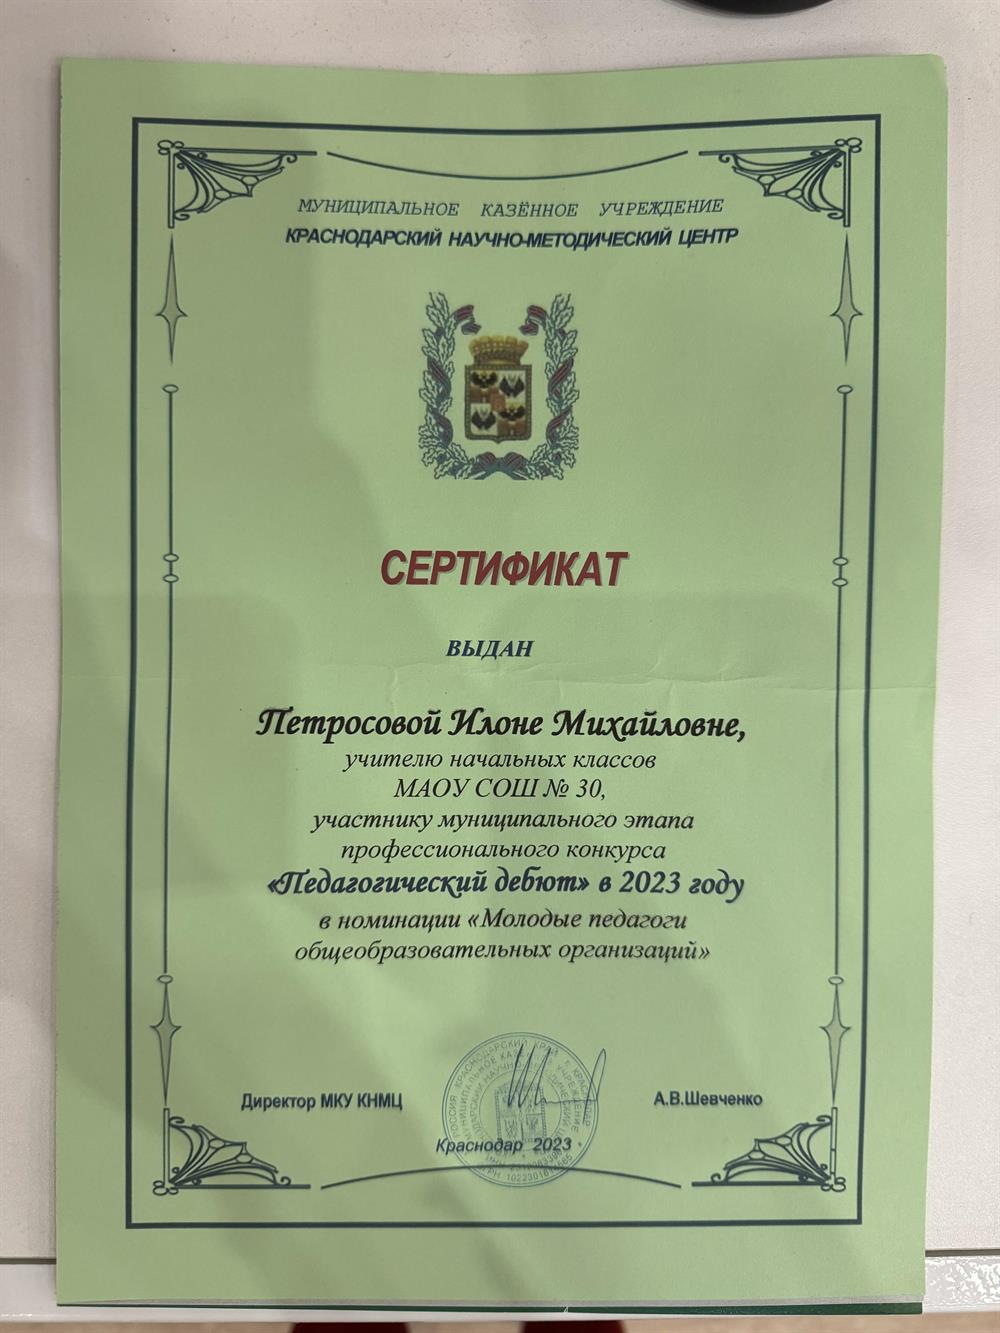 МУНИЦИПАЛЬНОЕ КАЗЁННОЕ УЧРЕЖДЕНИЕ
КРАСНОДАРСКИЙ НАУЧНО-МЕТОДИЧЕСКИЙ ЦЕНТР
СЕРТИФИКАТ
ВЫДАН
Петросовой Илоне Михайловне,
учителю начальных классов
МАОУ СОШ № 30,
участнику муниципального этапа
профессионального конкурса
«Педагогический дебют» в 2023 году
в номинации «Молодые педагоги
общеобразовательных организаций»
Директор МКУ КНМЦ
А.В.Шевченко
Краснодар 2023